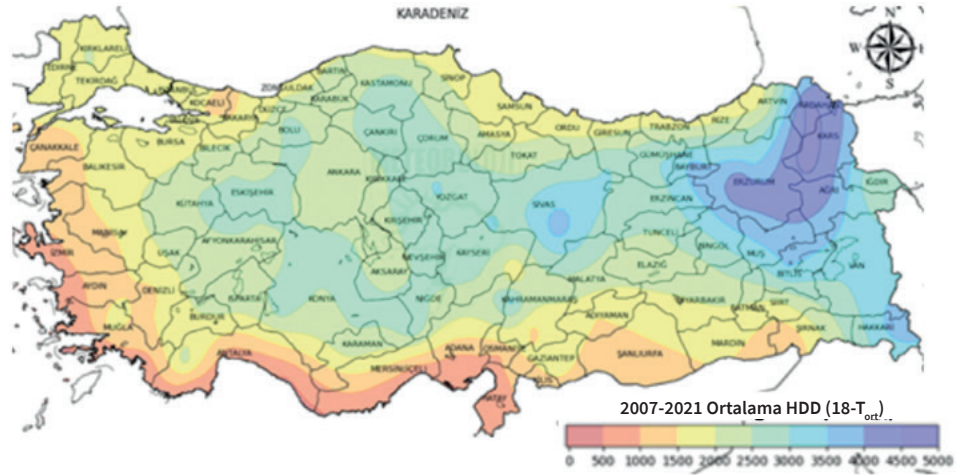 KARADENİZ
N
W
S
KIRKLARELİ
EDİRNE
TEKİRDAĞ
KOCAELİ
SAKARYA
DÜZCE
ZONGULDAK
BARTIN
KARABÜK
KASTAMONU
SİNOP
SAMSUN
ORDU
GİRESUN
TRABZON
RİZE
ARTVİN
ARDAHAN
KARS
ÇANAKKALE
BALIKESİR
BURSA
BİLECİK
BOLU
ÇANKIRI
ÇORUM
AMASYA
TOKAT
GÜMÜŞHANE
BAYBURT
ERZURUM
AĞRI
IĞDIR
ESKİŞEHİR
KÜTAHYA
ANKARA
KIRIKKALE
YOZGAT
SİVAS
ERZİNCAN
TUNCELİ
BİNGÖL
MUŞ
BİTLİS
VAN
MANİSA
İZMİR
UŞAK
AFYONKARAHİSAR
KIRŞEHİR
NEVŞEHİR
KAYSERİ
AKSARAY
MALATYA
ELAZIĞ
AYDIN
DENİZLİ
ISPARTA
BURDUR
KONYA
NİĞDE
KAHRAMANMARAŞ
ADIYAMAN
DİYARBAKIR
BATMAN
SİİRT
ŞIRNAK
HAKKARİ
MUĞLA
ANTALYA
KARAMAN
MERSİN(İÇEL)
ADANA
OSMANİYE
GAZİANTEP
KİLİS
HATAY
ŞANLIURFA
MARDİN
2007-2021 Ortalama HDD (18-Tort)
0 500 1000 1500 2000 2500 3000 3500 4000 4500 5000